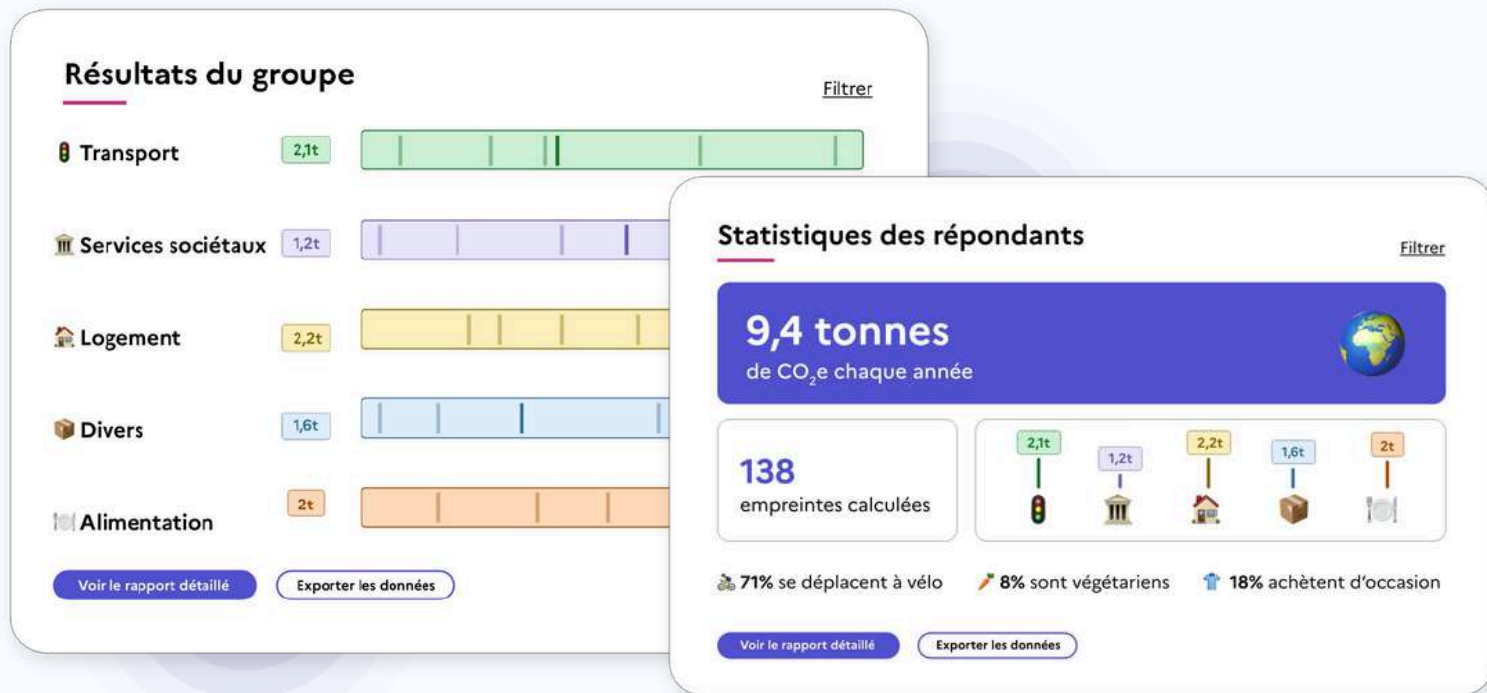 Résultats du groupe
Filtrer
Transport
2,1t
Services sociétaux
1,2t
Logement
2,2t
Divers
1,6t
Alimentation
2t
Voir le rapport détaillé
Exporter les données
Statistiques des répondants
Filtrer
9,4 tonnes
de CO₂e chaque année
138
empreintes calculées
2,1t
1,2t
2,2t
1,6t
2t
71% se déplacent à vélo
8% sont végétariens
18% achètent d'occasion
Voir le rapport détaillé
Exporter les données